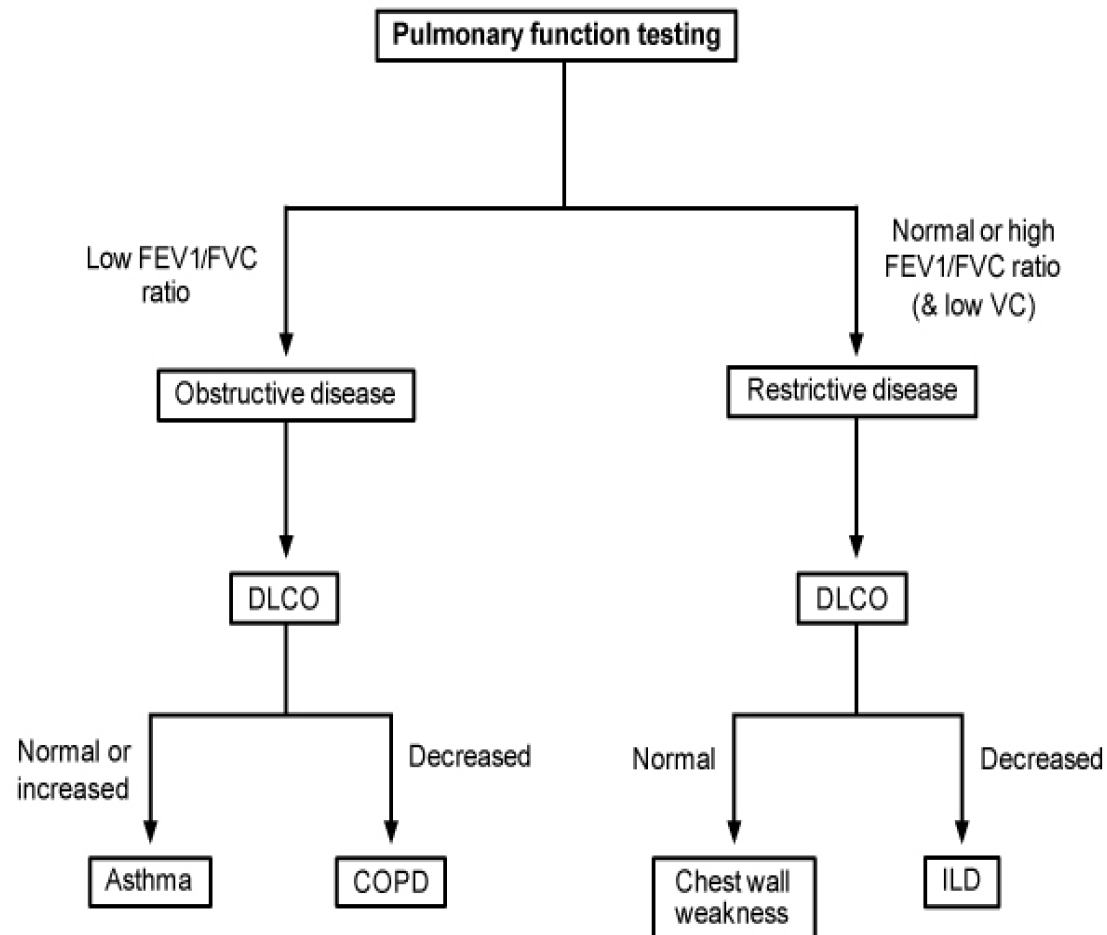 Pulmonary function testing
Low FEV1/FVC
ratio
Normal or high
FEV1/FVC ratio
(& low VC)
Obstructive disease
Restrictive disease
DLCO
DLCO
Normal or
increased
Decreased
Normal
Decreased
Asthma
COPD
Chest wall
weakness
ILD